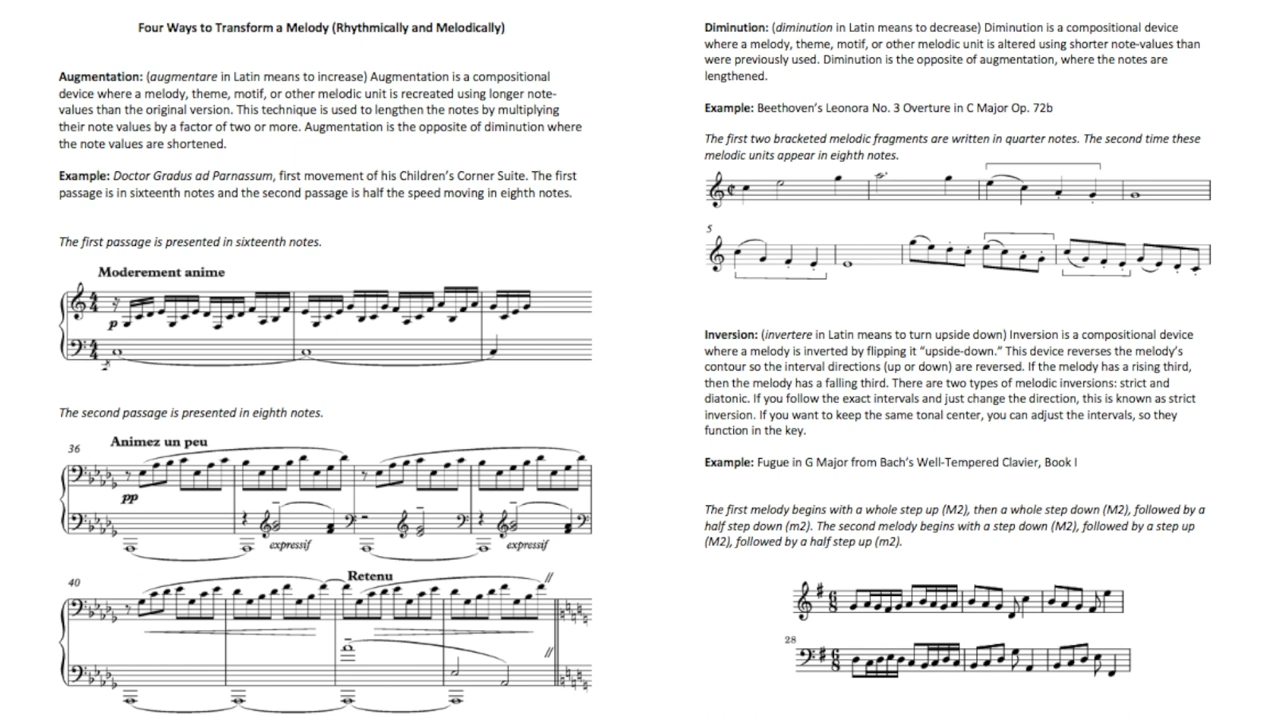 Four Ways to Transform a Melody (Rhythmically and Melodically)
Augmentation: (augmentare in Latin means to increase) Augmentation is a compositional
device where a melody, theme, motif, or other melodic unit is recreated using longer note-
values than the original version. This technique is used to lengthen the notes by multiplying
their note values by a factor of two or more. Augmentation is the opposite of diminution where
the note values are shortened.
Example: Doctor Gradus ad Parnassum, first movement of his Children's Corner Suite. The first
passage is in sixteenth notes and the second passage is half the speed moving in eighth notes.
The first passage is presented in sixteenth notes.
Moderement anime
p
The second passage is presented in eighth notes.
36
Animez un peu
pp
expressif
expressif
40
Retenu
Diminution: (diminution in Latin means to decrease) Diminution is a compositional device
where a melody, theme, motif, or other melodic unit is altered using shorter note-values than
were previously used. Diminution is the opposite of augmentation, where the notes are
lengthened.
Example: Beethoven's Leonora No. 3 Overture in C Major Op. 72b
The first two bracketed melodic fragments are written in quarter notes. The second time these
melodic units appear in eighth notes.
5
Inversion: (invertere in Latin means to turn upside down) Inversion is a compositional device
where a melody is inverted by flipping it “upside-down.” This device reverses the melody's
contour so the interval directions (up or down) are reversed. If the melody has a rising third,
then the melody has a falling third. There are two types of melodic inversions: strict and
diatonic. If you follow the exact intervals and just change the direction, this is known as strict
inversion. If you want to keep the same tonal center, you can adjust the intervals, so they
function in the key.
Example: Fugue in G Major from Bach's Well-Tempered Clavier, Book I
The first melody begins with a whole step up (M2), then a whole step down (M2), followed by a
half step down (m2). The second melody begins with a step down (M2), followed by a step up
(M2), followed by a half step up (m2).
6
8
28
6
8